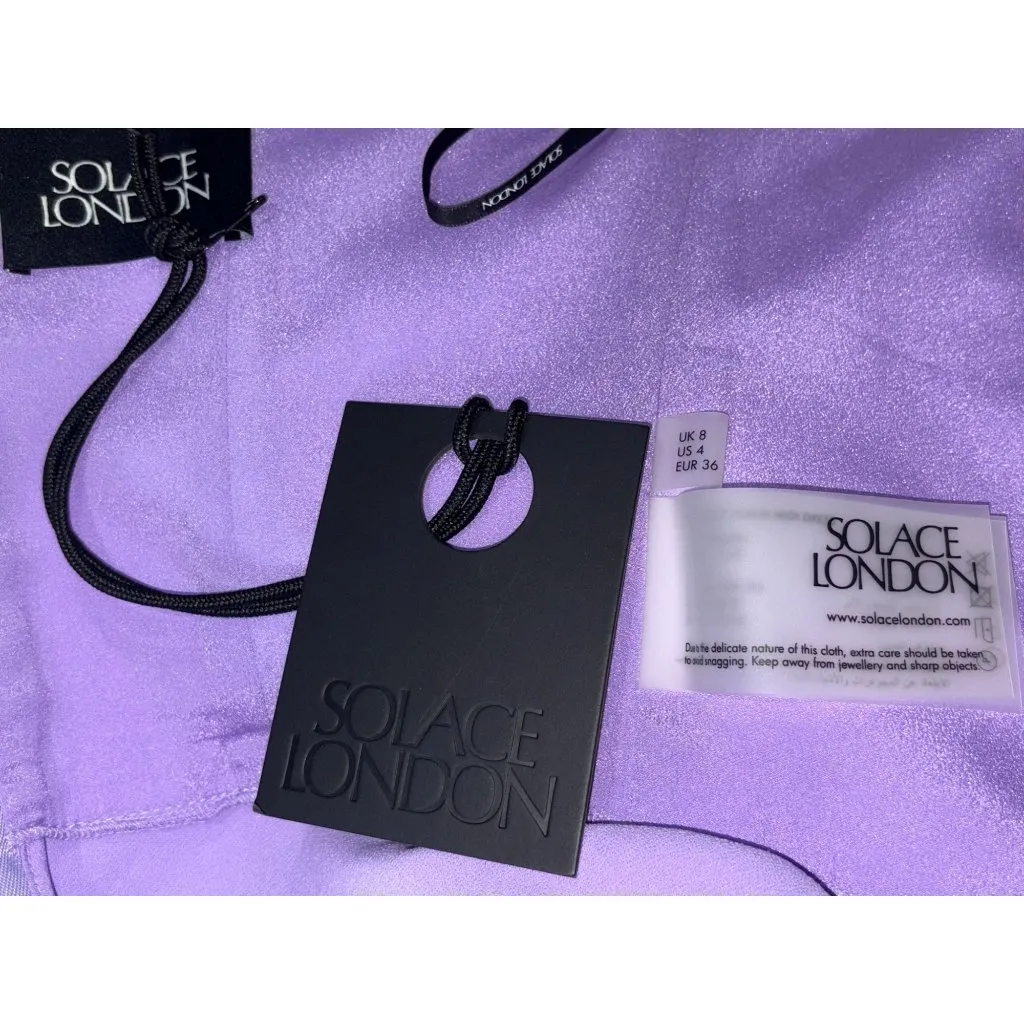 SOLACE
LONDON
SOLACE LONDON
UK 8
US 4
EUR 36
SOLACE
LONDON
www.solacelondon.com
Due to the delicate nature of this cloth, extra care should be taken
to avoid snagging. Keep away from jewellery and sharp objects.
SOLACE
LONDON